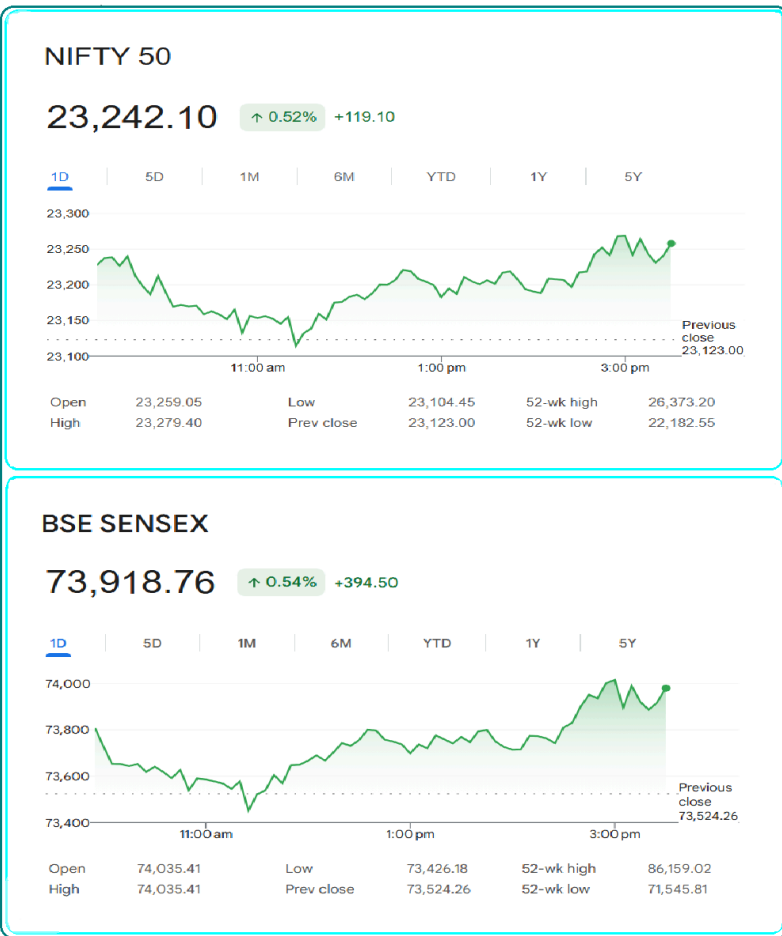 NIFTY 50
23,242.10 ↑ 0.52% +119.10
1D 5D 1M 6M YTD 1Y 5Y
23,300
23,250
23,200
23,150
23,100
Previous
close
23,123.00
11:00 am 1:00 pm 3:00 pm
Open 23,259.05 Low 23,104.45 52-wk high 26,373.20
High 23,279.40 Prev close 23,123.00 52-wk low 22,182.55
BSE SENSEX
73,918.76 ↑ 0.54% +394.50
1D 5D 1M 6M YTD 1Y 5Y
74,000
73,800
73,600
73,400
Previous
close
73,524.26
11:00 am 1:00 pm 3:00 pm
Open 74,035.41 Low 73,426.18 52-wk high 86,159.02
High 74,035.41 Prev close 73,524.26 52-wk low 71,545.81